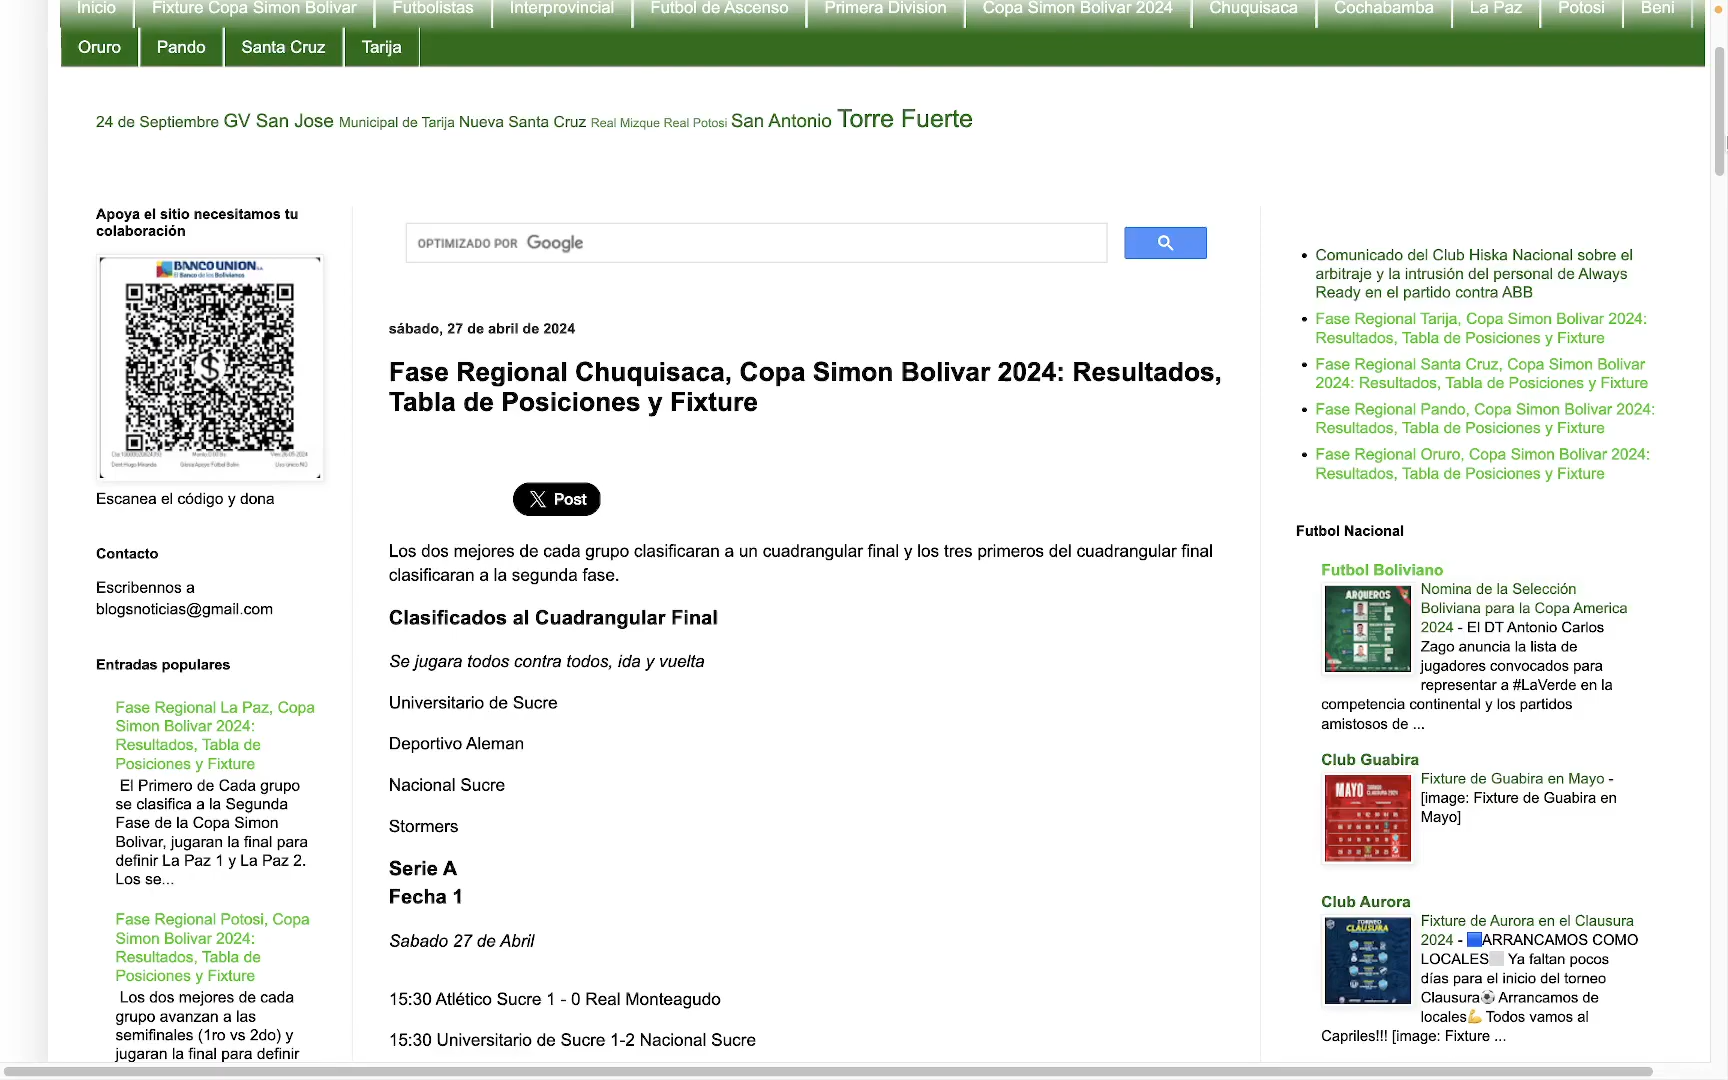 Inicio Fixture Copa Simon Bolivar Futbolistas Interprovincial Futbol de Ascenso Primera Division Copa Simon Bolivar 2024 Chuquisaca Cochabamba La Paz Potosi Beni
Oruro Pando Santa Cruz Tarija
24 de Septiembre GV San Jose Municipal de Tarija Nueva Santa Cruz Real Mizque Real Potosi San Antonio Torre Fuerte
Apoya el sitio necesitamos tu
colaboración
BANCO UNION S.A.
El Banco de los Bolivianos
Escanea el código y dona
Contacto
Escribennos a
blogsnoticias@gmail.com
Entradas populares
Fase Regional La Paz, Copa
Simon Bolivar 2024:
Resultados, Tabla de
Posiciones y Fixture
El Primero de Cada grupo
se clasifica a la Segunda
Fase de la Copa Simon
Bolivar, jugaran la final para
definir La Paz 1 y La Paz 2.
Los se...
Fase Regional Potosi, Copa
Simon Bolivar 2024:
Resultados, Tabla de
Posiciones y Fixture
Los dos mejores de cada
grupo avanzan a las
semifinales (1ro vs 2do) y
jugaran la final para definir
OPTIMIZADO POR Google
sábado, 27 de abril de 2024
Fase Regional Chuquisaca, Copa Simon Bolivar 2024: Resultados,
Tabla de Posiciones y Fixture
Post
Los dos mejores de cada grupo clasificaran a un cuadrangular final y los tres primeros del cuadrangular final
clasificaran a la segunda fase.
Clasificados al Cuadrangular Final
Se jugara todos contra todos, ida y vuelta
Universitario de Sucre
Deportivo Aleman
Nacional Sucre
Stormers
Serie A
Fecha 1
Sabado 27 de Abril
15:30 Atlético Sucre 1 - 0 Real Monteagudo
15:30 Universitario de Sucre 1-2 Nacional Sucre
Comunicado del Club Hiska Nacional sobre el
arbitraje y la intrusión del personal de Always
Ready en el partido contra ABB
Fase Regional Tarija, Copa Simon Bolivar 2024:
Resultados, Tabla de Posiciones y Fixture
Fase Regional Santa Cruz, Copa Simon Bolivar
2024: Resultados, Tabla de Posiciones y Fixture
Fase Regional Pando, Copa Simon Bolivar 2024:
Resultados, Tabla de Posiciones y Fixture
Fase Regional Oruro, Copa Simon Bolivar 2024:
Resultados, Tabla de Posiciones y Fixture
Futbol Nacional
Futbol Boliviano
ARQUEROS
Nomina de la Selección
Boliviana para la Copa America
2024 - El DT Antonio Carlos
Zago anuncia la lista de
jugadores convocados para
representar a #LaVerde en la
competencia continental y los partidos
amistosos de ...
Club Guabira
MAYO
Fixture de Guabira en Mayo -
[image: Fixture de Guabira en
Mayo]
Club Aurora
TORNEO
CLAUSURA
Fixture de Aurora en el Clausura
2024 - 🟦ARRANCAMOS COMO
LOCALES⬜ Ya faltan pocos
días para el inicio del torneo
Clausura⚽ Arrancamos de
locales💪 Todos vamos al
Capriles!!! [image: Fixture ...